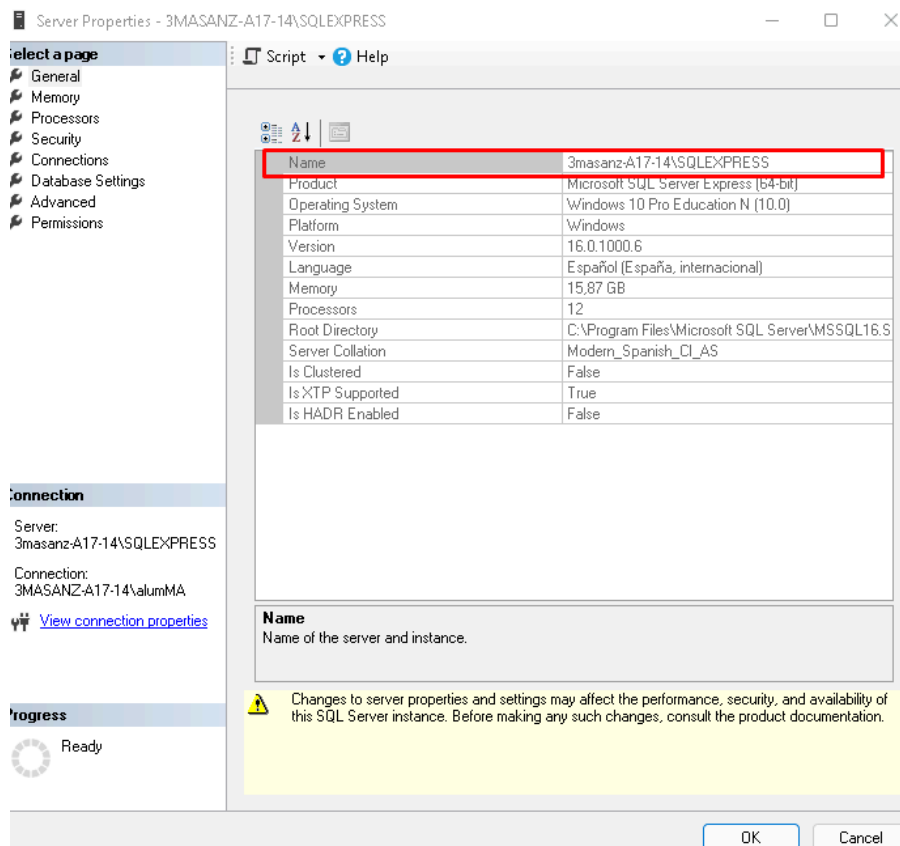 Server Properties - 3MASANZ-A17-14\SQLEXPRESS
elect a page
General
Memory
Processors
Security
Connections
Database Settings
Advanced
Permissions
Script Help
Name 3masanz-A17-14\SQLEXPRESS
Product Microsoft SQL Server Express (64-bit)
Operating System Windows 10 Pro Education N (10.0)
Platform Windows
Version 16.0.1000.6
Language Español (España, internacional)
Memory 15,87 GB
Processors 12
Root Directory C:\Program Files\Microsoft SQL Server\MSSQL16.S
Server Collation Modern_Spanish_CI_AS
Is Clustered False
Is XTP Supported True
Is HADR Enabled False
onnection
Server:
3masanz-A17-14\SQLEXPRESS
Connection:
3MASANZ-A17-14\alumMA
View connection properties
Name
Name of the server and instance.
Changes to server properties and settings may affect the performance, security, and availability of
this SQL Server instance. Before making any such changes, consult the product documentation.
rogress
Ready
OK Cancel